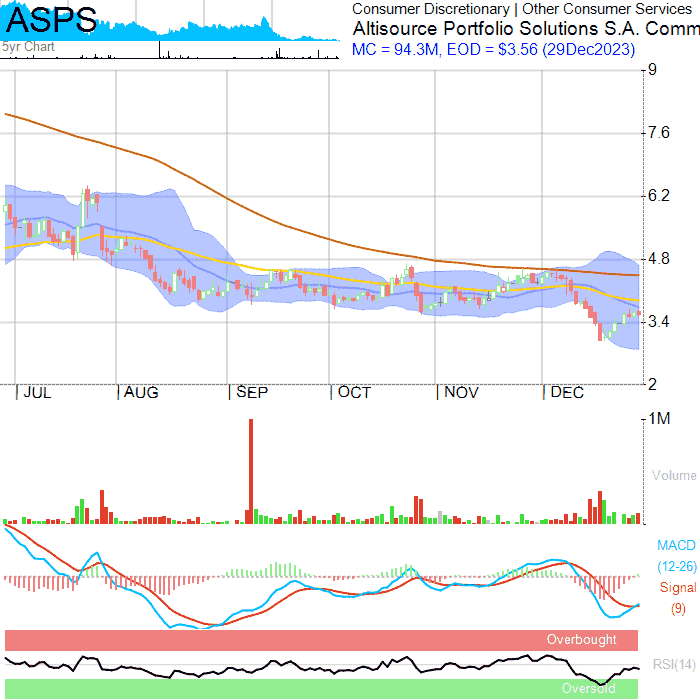 ASPS
5yr Chart
Consumer Discretionary | Other Consumer Services
Altisource Portfolio Solutions S.A. Comm
MC = 94.3M, EOD = $3.56 (29Dec2023)
9
7.6
6.2
4.8
3.4
2
JUL AUG SEP OCT NOV DEC
1M
Volume
MACD
(12-26)
Signal
(9)
Overbought
RSI(14)
Oversold